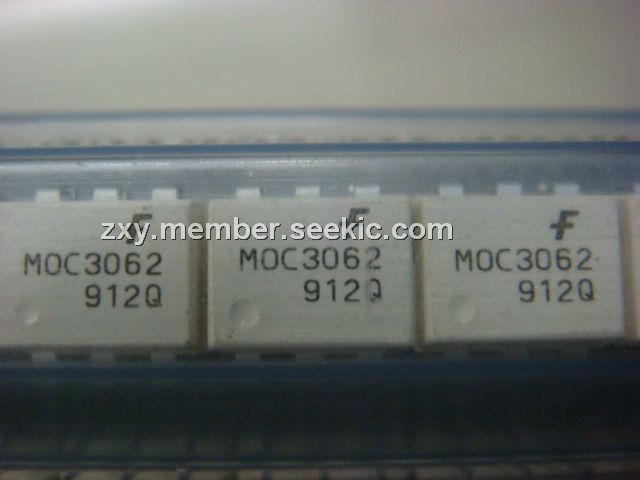 F F F
zxy.member.seekic.com
MOC3062 MOC3062 MOC3062
912Q 912Q 912Q